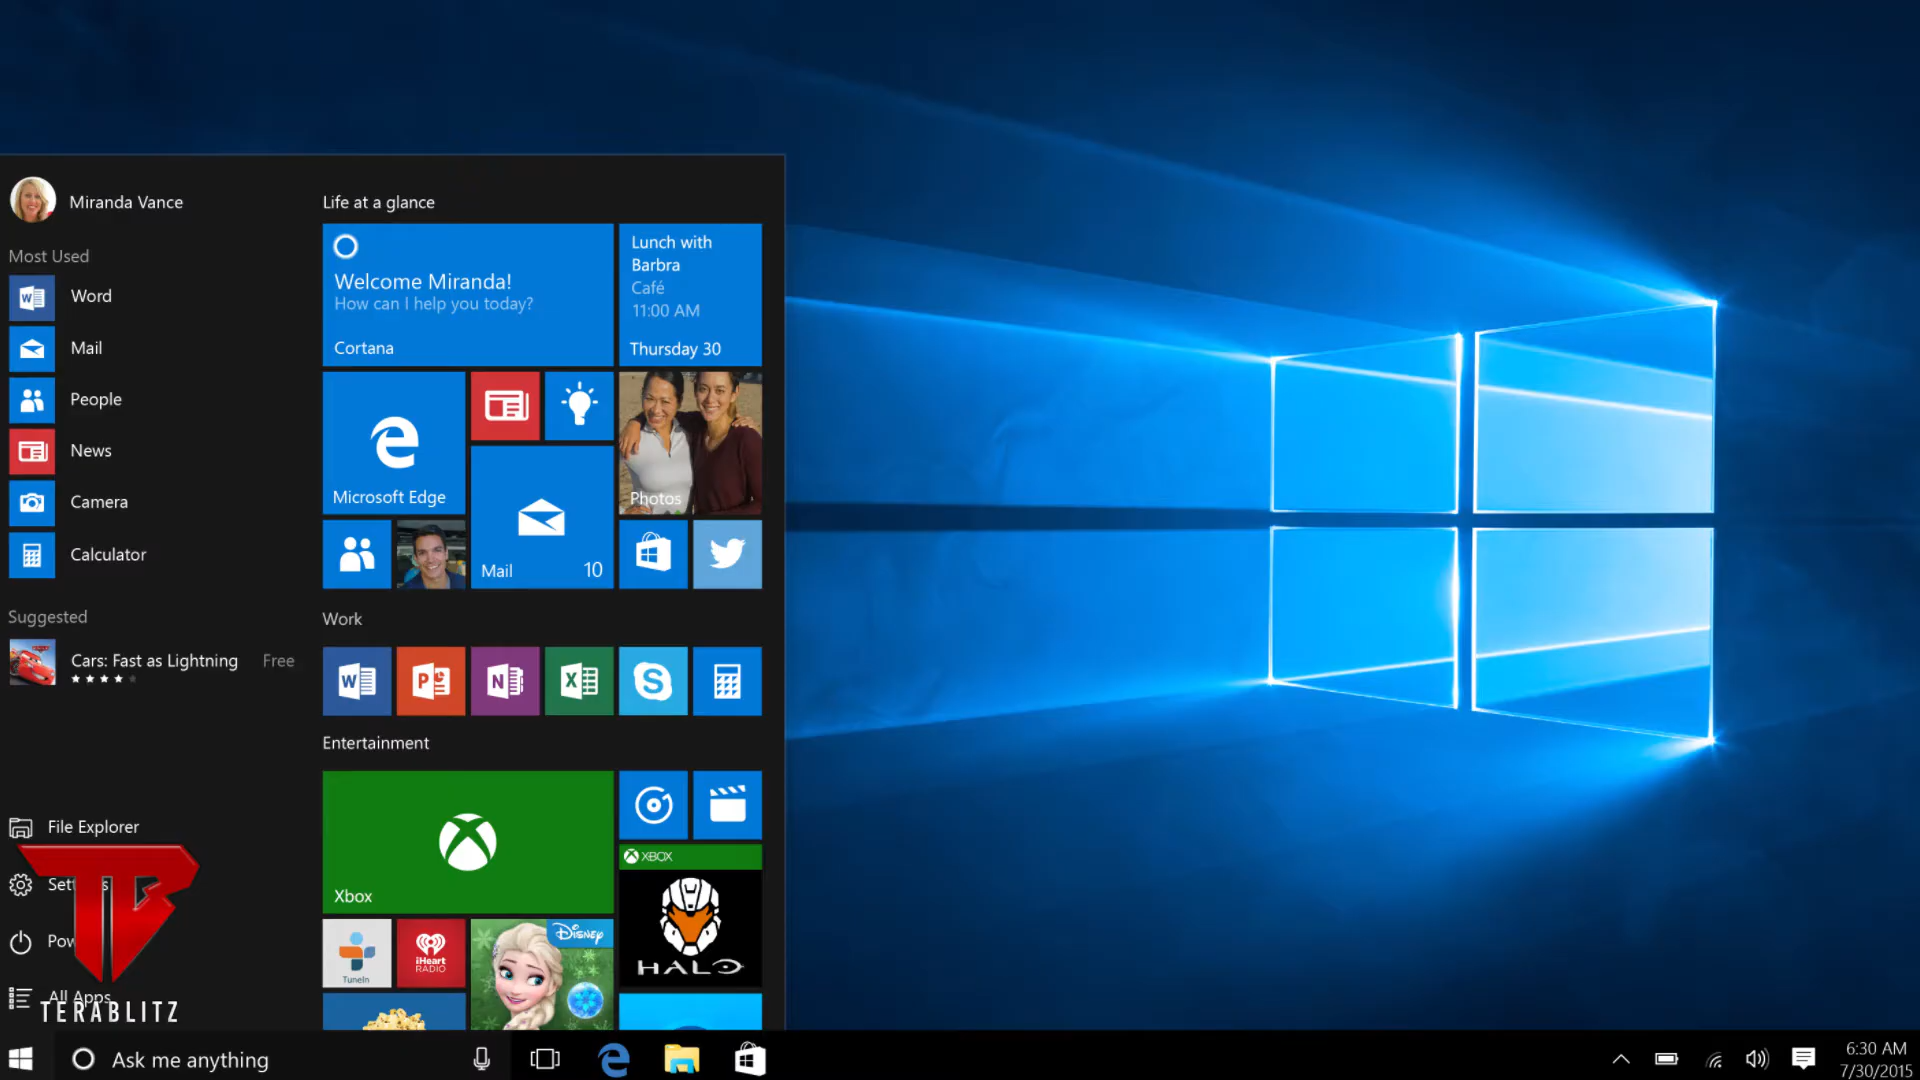 Miranda Vance
Most Used
Word
Mail
People
News
Camera
Calculator
Suggested
Cars: Fast as Lightning Free
File Explorer
All Apps
TERABLITZ
Life at a glance
Welcome Miranda!
How can I help you today?
Cortana
Lunch with
Barbra
Café
11:00 AM
Thursday 30
Microsoft Edge
Mail 10
Photos
Work
W
P
N
X
S
Entertainment
Xbox
XBOX
HALO
TuneIn
iHeart
RADIO
Disney
Ask me anything
6:30 AM
7/30/2015